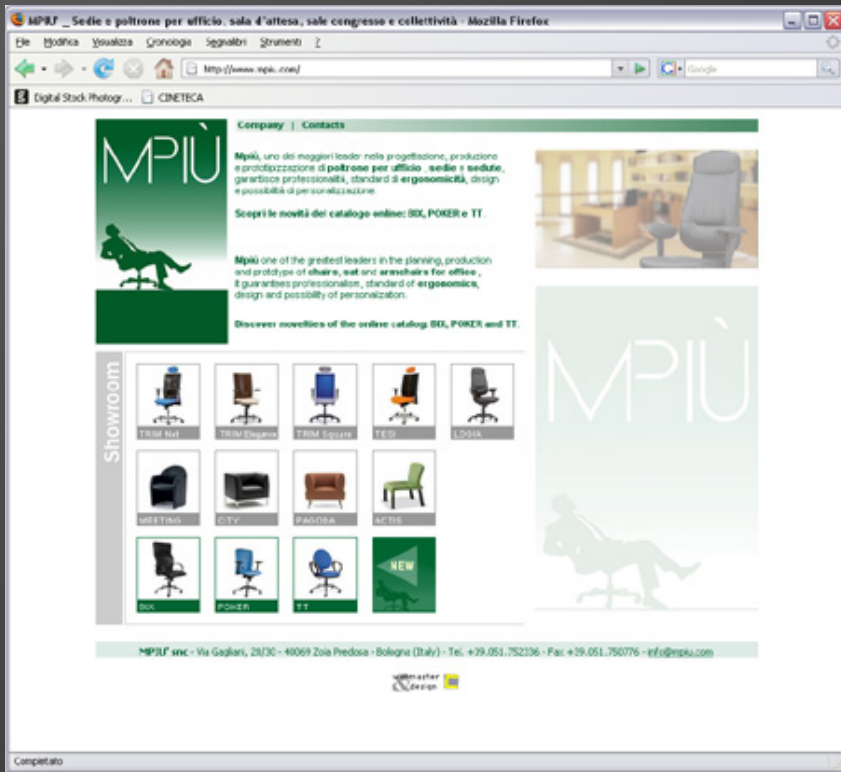 MPIU' _ Sedie e poltrone per ufficio, sala d'attesa, sale congresso e collettività - Mozilla Firefox
File Modifica Visualizza Cronologia Segnalibri Strumenti ?
http://www.mpiu.com/
Google
Digital Stock Photogr... CINETECA
MPIÙ
Company | Contacts
Mpiù, uno dei maggiori leader nella progettazione, produzione
e prototipizzazione di poltrone per ufficio, sedie e sedute,
garantisce professionalità, standard di ergonomicità, design
e possibilità di personalizzazione
Scopri le novità del catalogo online: BIX, POKER e TT.
Mpiù one of the greatest leaders in the planning, production
and prototype of chairs, eat and armchairs for office,
it guarantees professionalism, standard of ergonomics,
design and possibility of personalization.
Discover novelties of the online catalog: BIX, POKER and TT.
MPIÙ
Showroom
TRIM Net TRIM Elegance TRIM Square TESI LOGIK
MEETING CITY PAGODA ACTIS
BIX POKER TT NEW
MPIU' snc - Via Gagliani, 28/30 - 40069 Zola Predosa - Bologna (Italy) - Tel. +39.051.752336 - Fax +39.051.750776 - info@mpiu.com
webmaster
& design
Completato